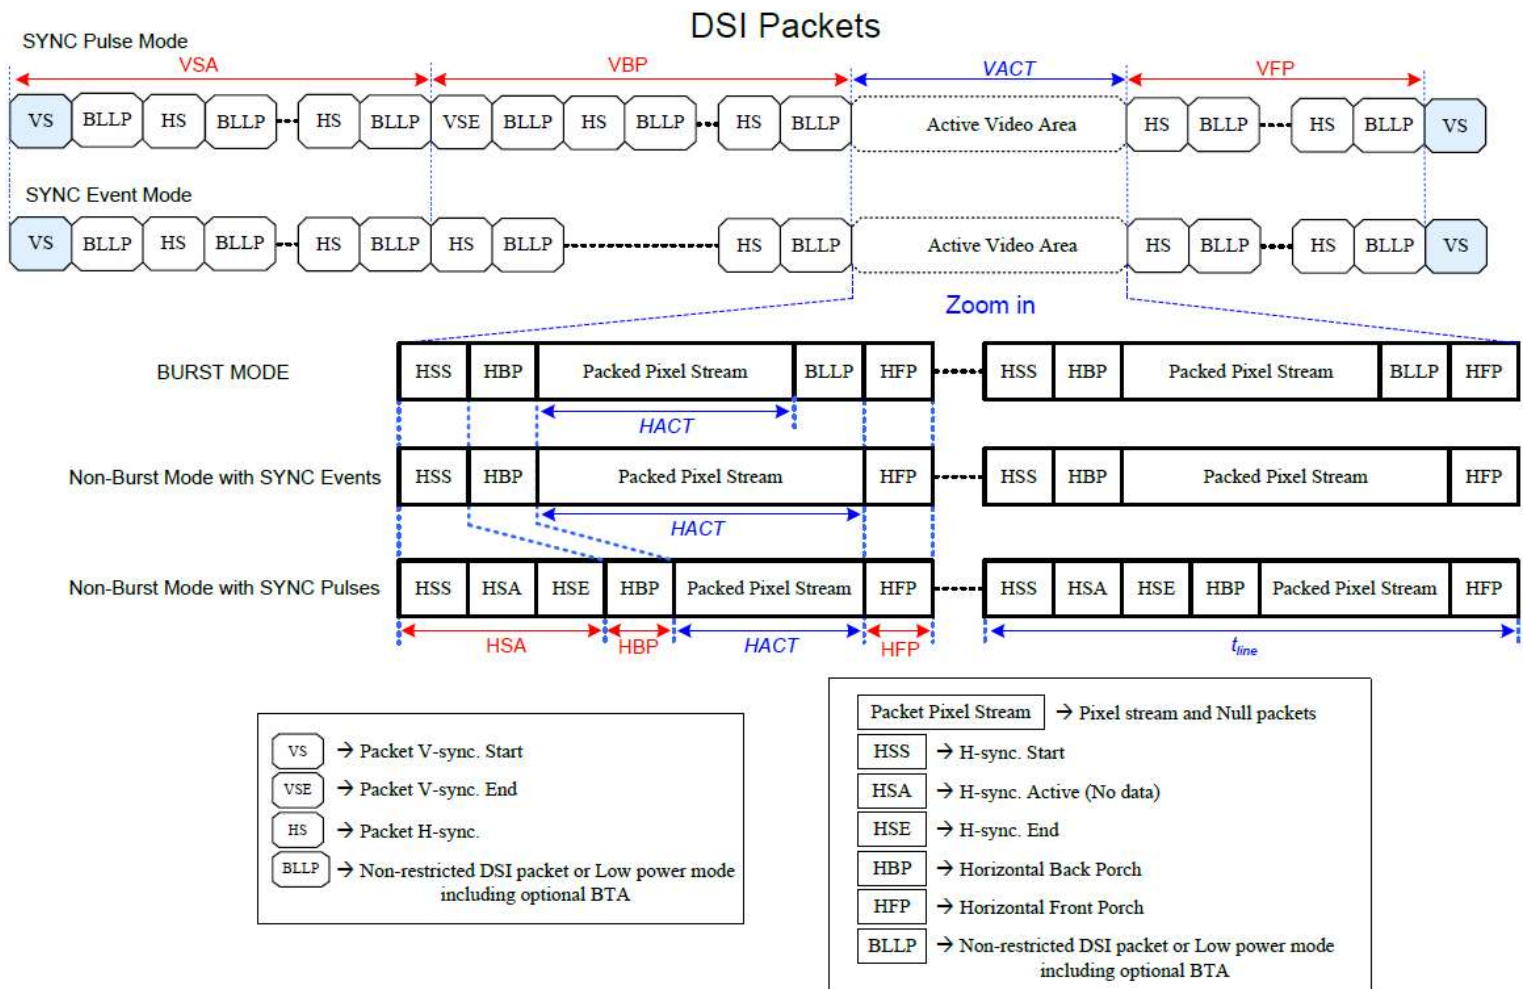 DSI Packets
SYNC Pulse Mode
VSA VBP VACT VFP
VS BLLP HS BLLP HS BLLP VSE BLLP HS BLLP HS BLLP Active Video Area HS BLLP HS BLLP VS
SYNC Event Mode
VS BLLP HS BLLP HS BLLP HS BLLP HS BLLP Active Video Area HS BLLP HS BLLP VS
Zoom in
BURST MODE HSS HBP Packed Pixel Stream BLLP HFP HSS HBP Packed Pixel Stream BLLP HFP
HACT
Non-Burst Mode with SYNC Events HSS HBP Packed Pixel Stream HFP HSS HBP Packed Pixel Stream HFP
HACT
Non-Burst Mode with SYNC Pulses HSS HSA HSE HBP Packed Pixel Stream HFP HSS HSA HSE HBP Packed Pixel Stream HFP
HSA HBP HACT HFP tline
VS → Packet V-sync. Start
VSE → Packet V-sync. End
HS → Packet H-sync.
BLLP → Non-restricted DSI packet or Low power mode
including optional BTA
Packet Pixel Stream → Pixel stream and Null packets
HSS → H-sync. Start
HSA → H-sync. Active (No data)
HSE → H-sync. End
HBP → Horizontal Back Porch
HFP → Horizontal Front Porch
BLLP → Non-restricted DSI packet or Low power mode
including optional BTA